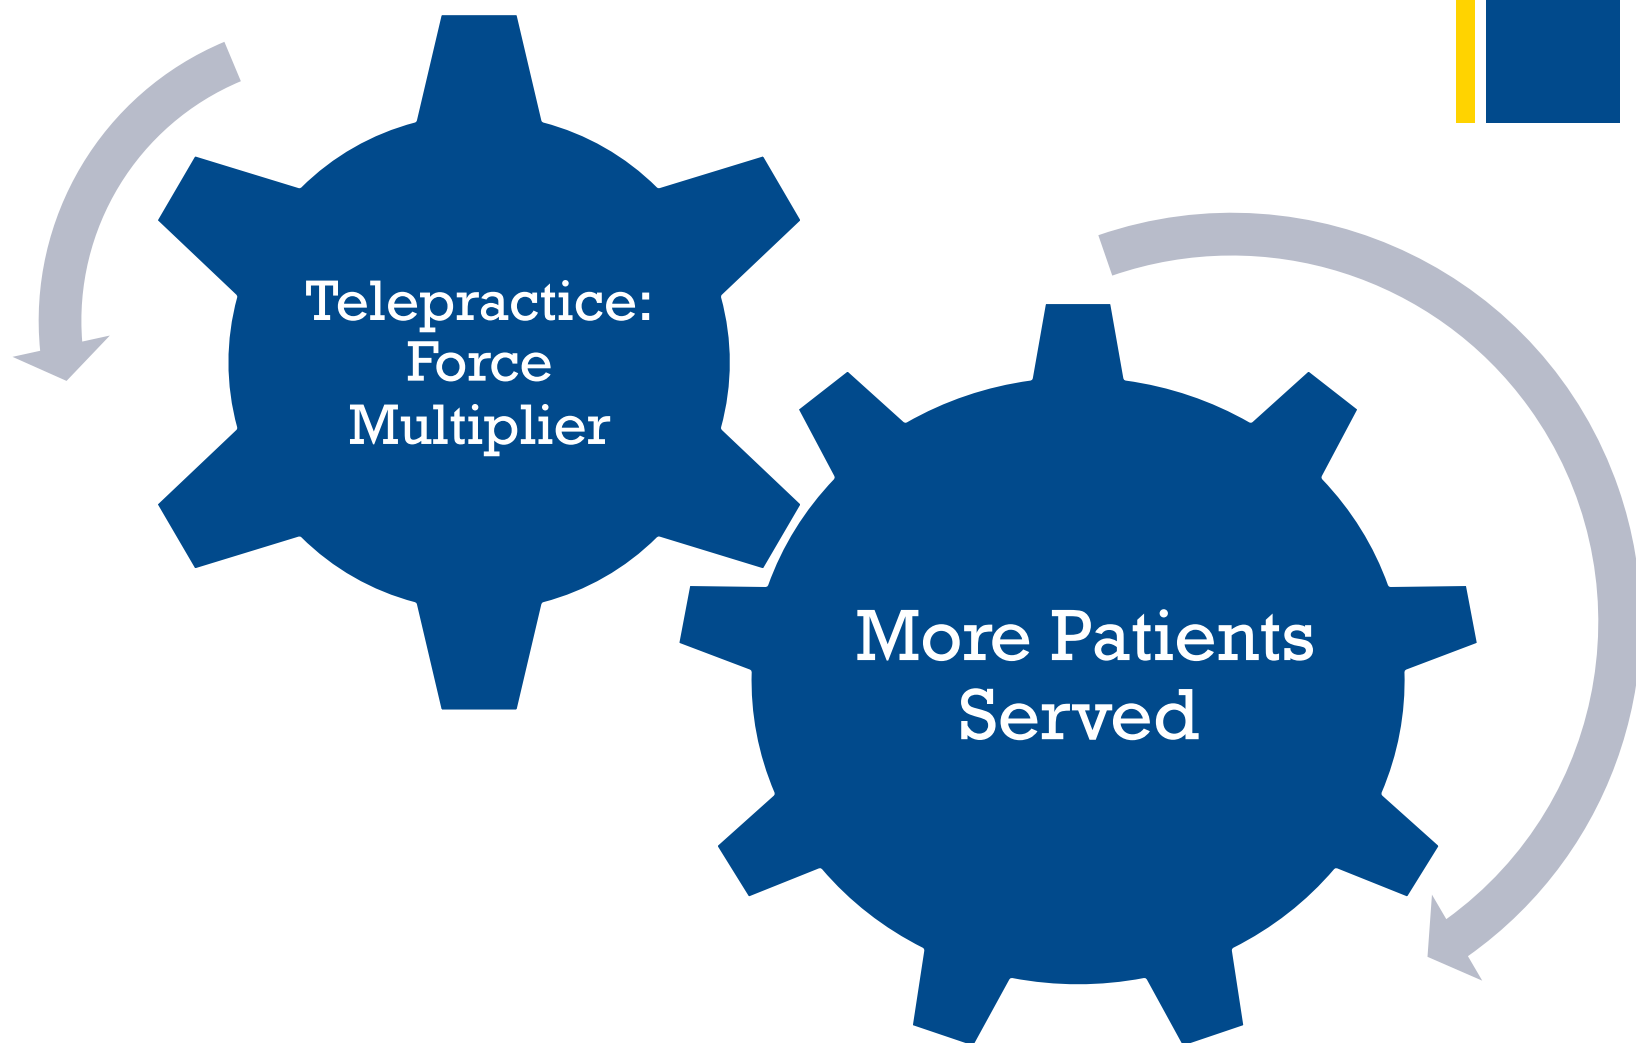 Telepractice:
Force
Multiplier
More Patients
Served